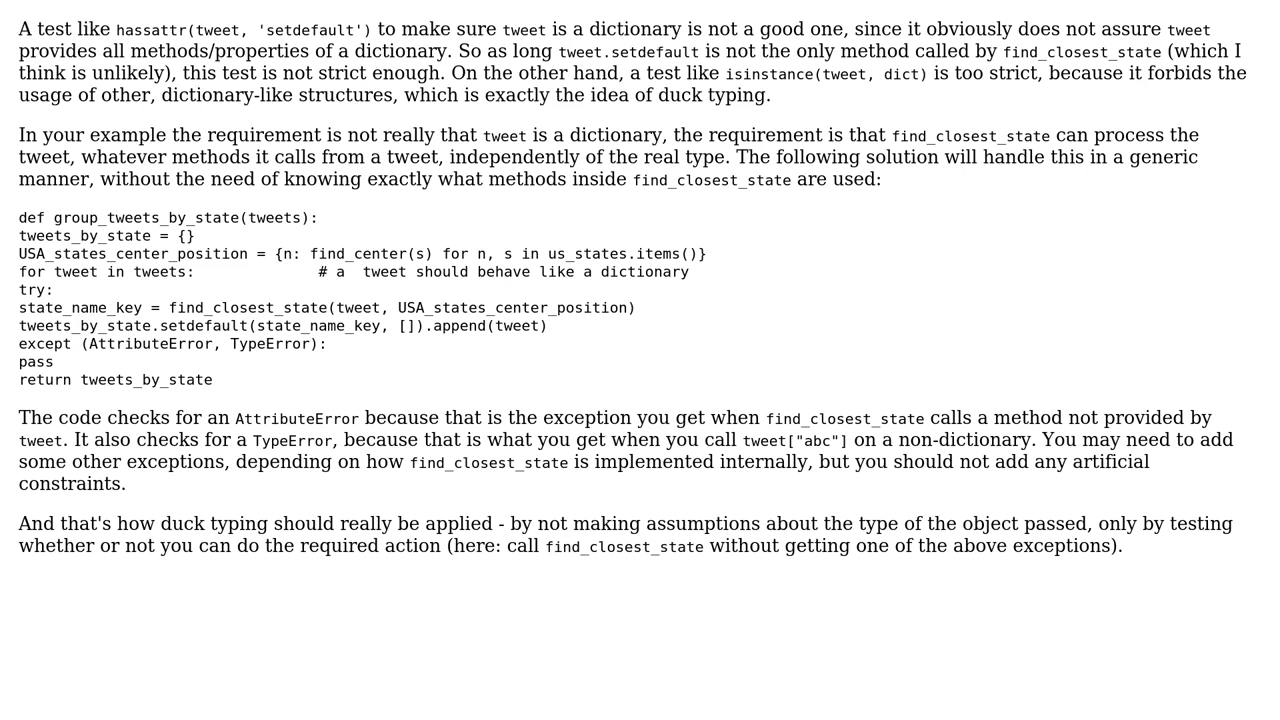 A test like hassattr(tweet, 'setdefault') to make sure tweet is a dictionary is not a good one, since it obviously does not assure tweet
provides all methods/properties of a dictionary. So as long tweet.setdefault is not the only method called by find_closest_state (which I
think is unlikely), this test is not strict enough. On the other hand, a test like isinstance(tweet, dict) is too strict, because it forbids the
usage of other, dictionary-like structures, which is exactly the idea of duck typing.
In your example the requirement is not really that tweet is a dictionary, the requirement is that find_closest_state can process the
tweet, whatever methods it calls from a tweet, independently of the real type. The following solution will handle this in a generic
manner, without the need of knowing exactly what methods inside find_closest_state are used:
def group_tweets_by_state(tweets):
tweets_by_state = {}
USA_states_center_position = {n: find_center(s) for n, s in us_states.items()}
for tweet in tweets:              # a  tweet should behave like a dictionary
try:
state_name_key = find_closest_state(tweet, USA_states_center_position)
tweets_by_state.setdefault(state_name_key, []).append(tweet)
except (AttributeError, TypeError):
pass
return tweets_by_state
The code checks for an AttributeError because that is the exception you get when find_closest_state calls a method not provided by
tweet. It also checks for a TypeError, because that is what you get when you call tweet["abc"] on a non-dictionary. You may need to add
some other exceptions, depending on how find_closest_state is implemented internally, but you should not add any artificial
constraints.
And that's how duck typing should really be applied - by not making assumptions about the type of the object passed, only by testing
whether or not you can do the required action (here: call find_closest_state without getting one of the above exceptions).